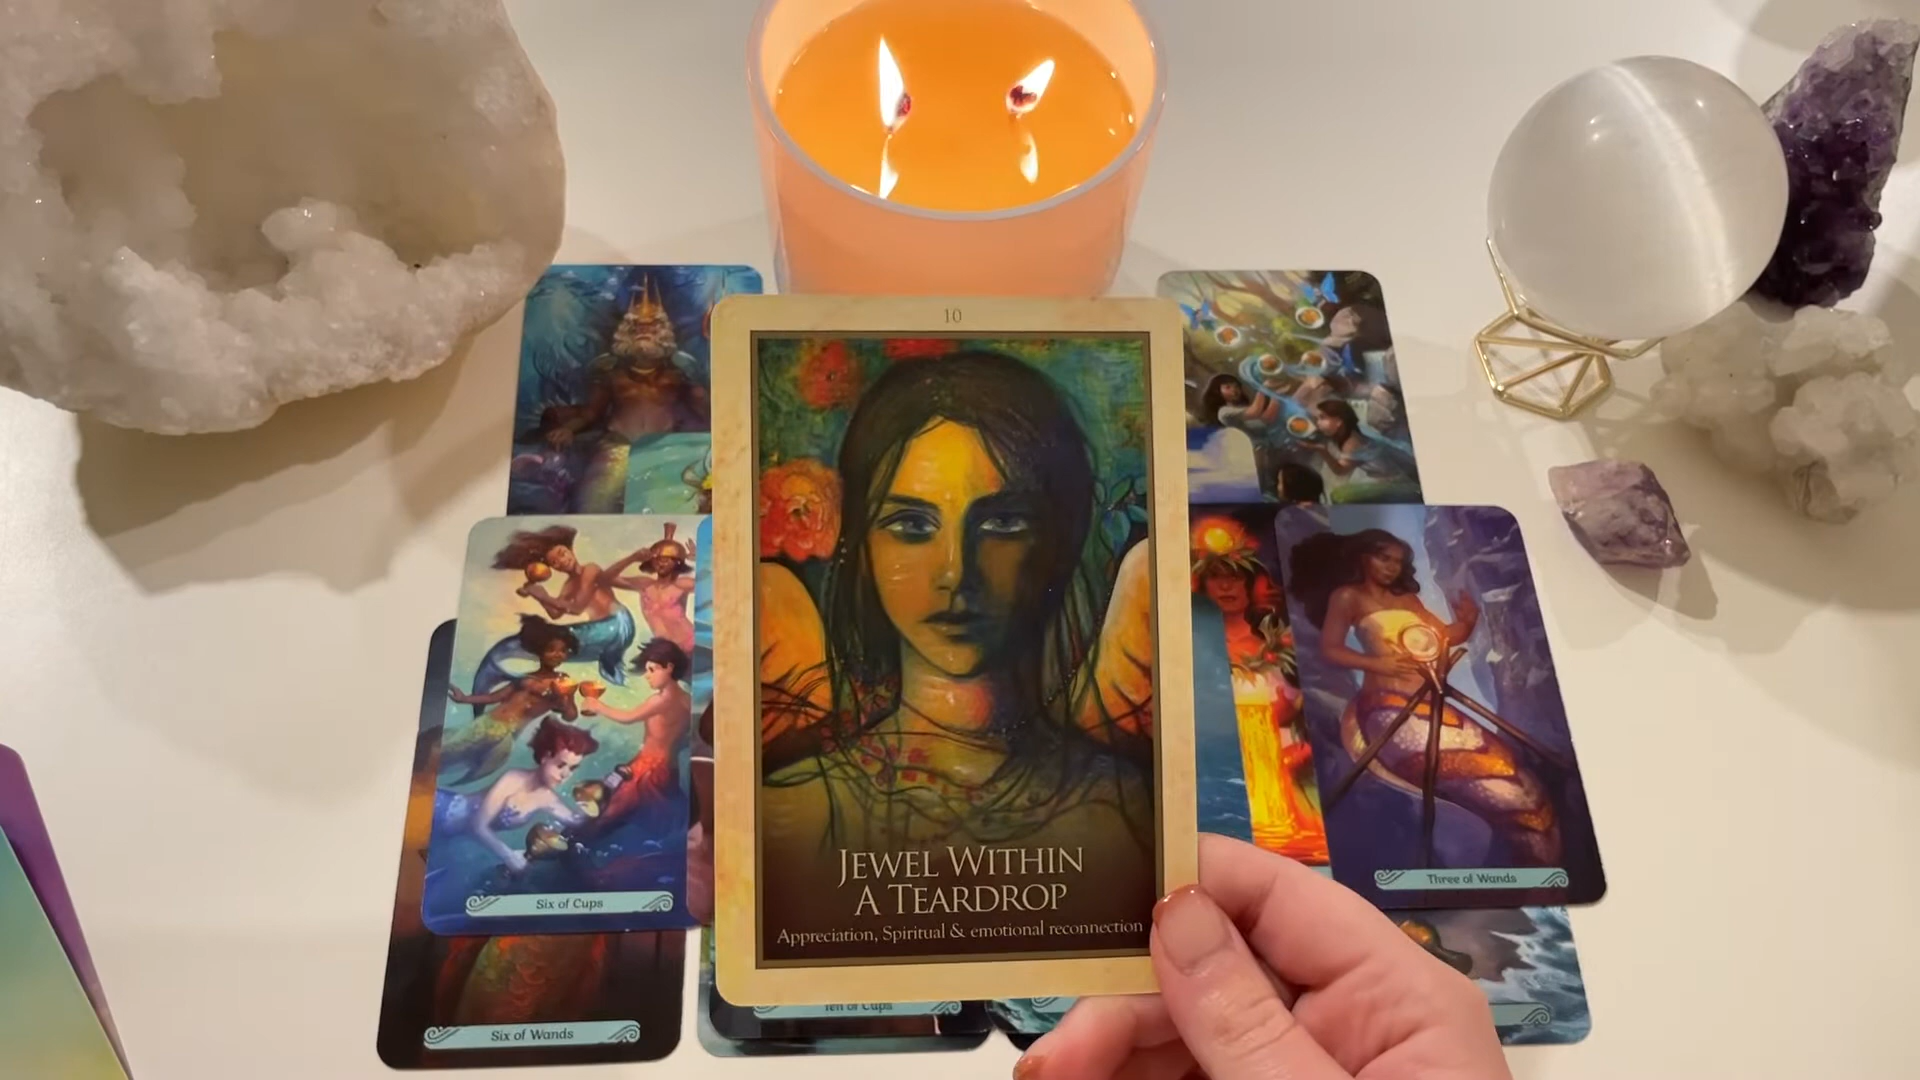 10
JEWEL WITHIN
A TEARDROP
Appreciation, Spiritual & emotional reconnection
Six of Cups
Three of Wands
Ten of Cups
Six of Wands